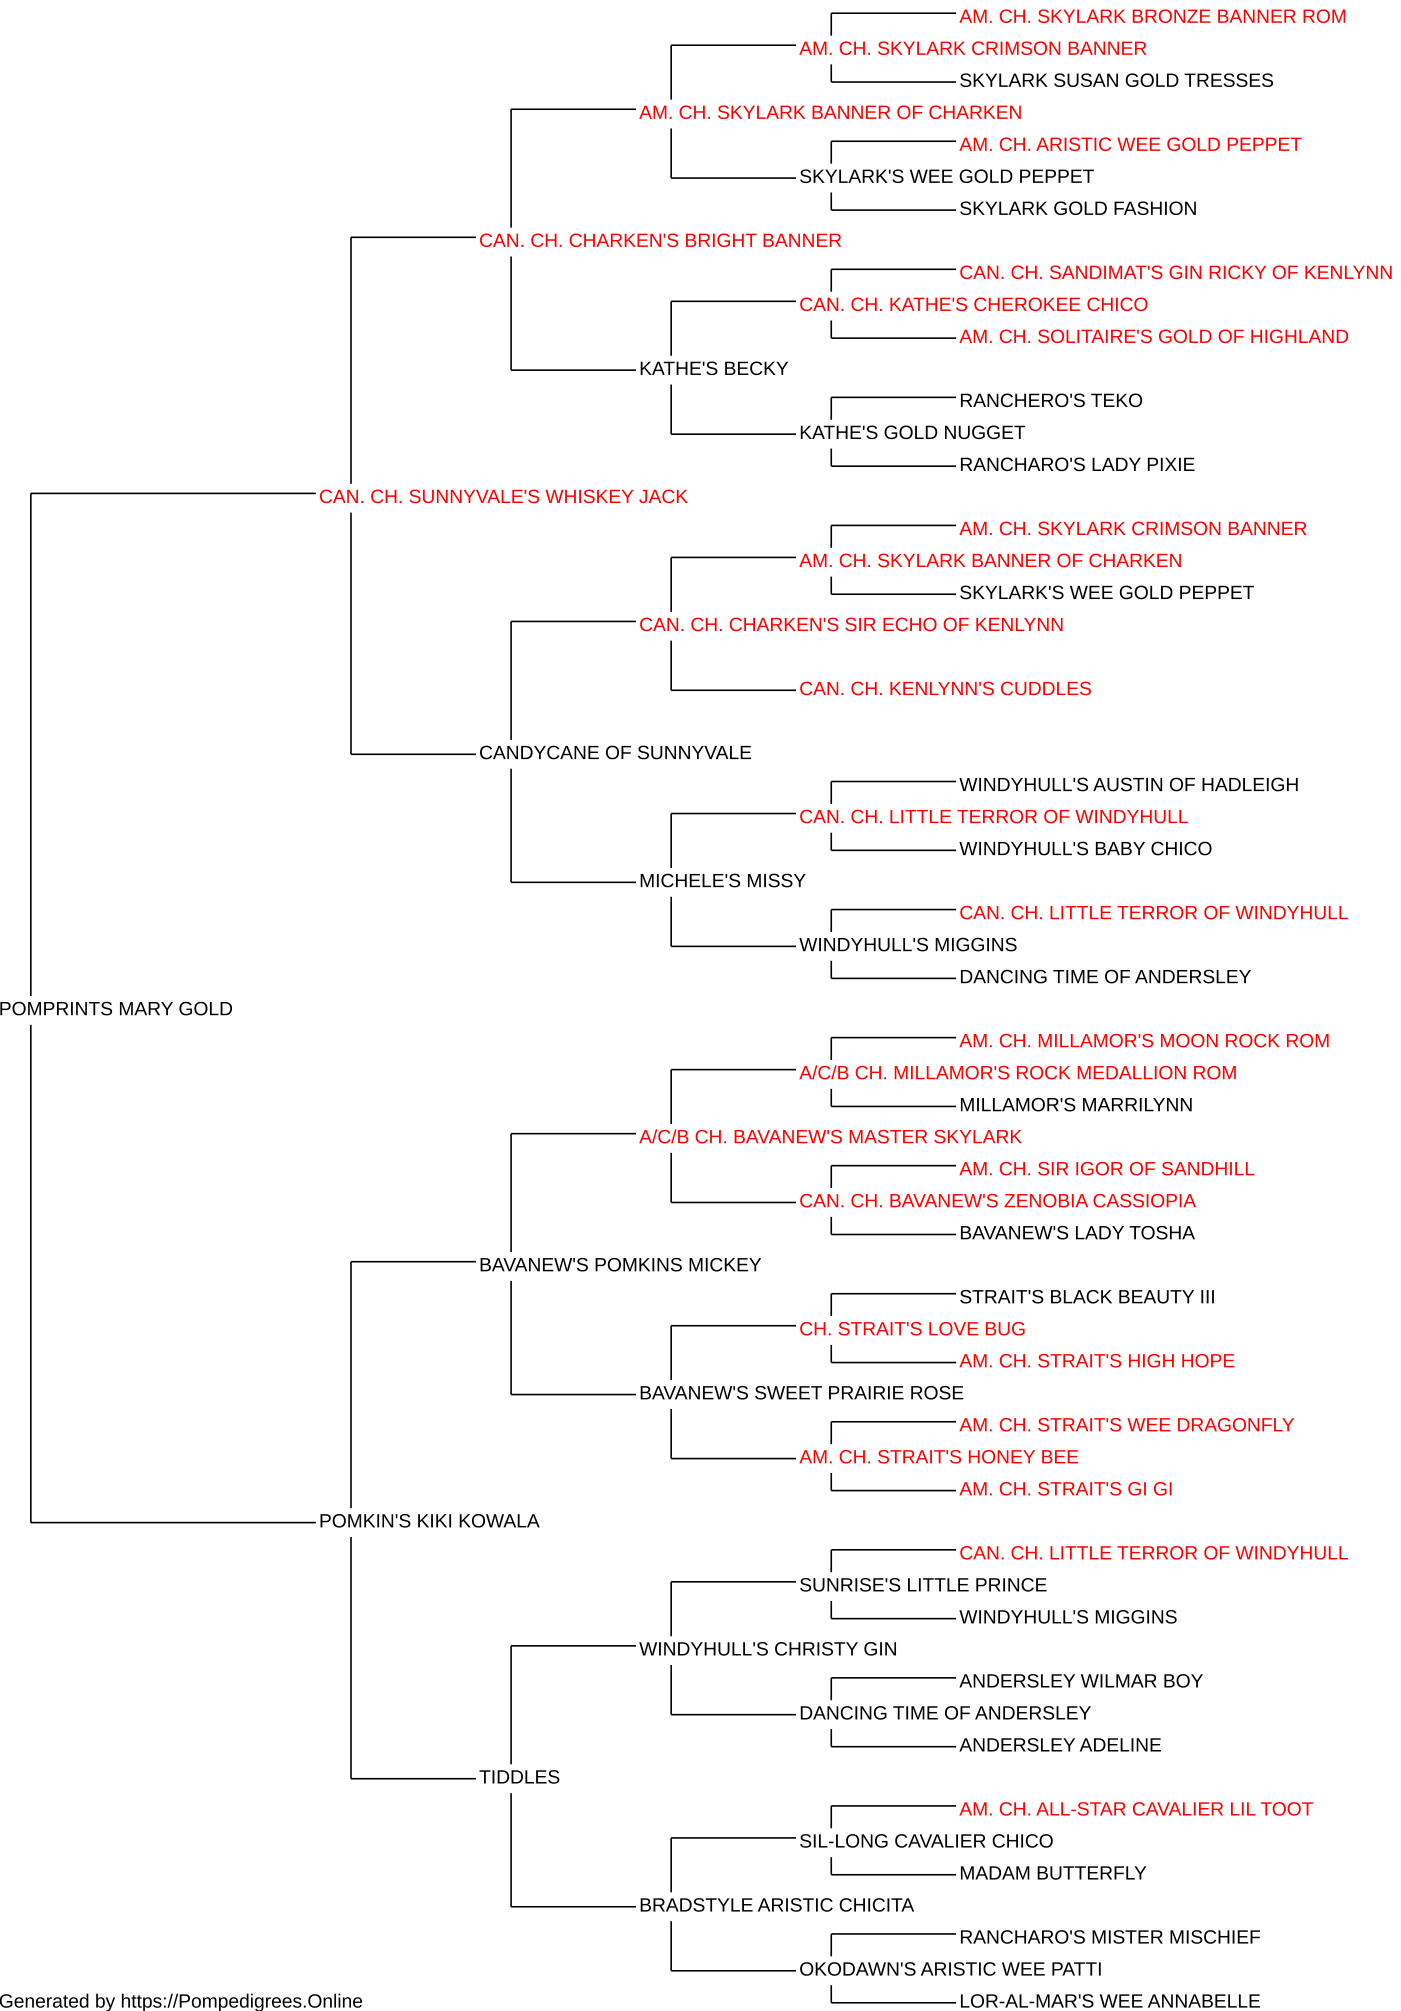 AM. CH. SKYLARK BRONZE BANNER ROM
AM. CH. SKYLARK CRIMSON BANNER
SKYLARK SUSAN GOLD TRESSES
AM. CH. SKYLARK BANNER OF CHARKEN
AM. CH. ARISTIC WEE GOLD PEPPET
SKYLARK'S WEE GOLD PEPPET
SKYLARK GOLD FASHION
CAN. CH. CHARKEN'S BRIGHT BANNER
CAN. CH. SANDIMAT'S GIN RICKY OF KENLYNN
CAN. CH. KATHE'S CHEROKEE CHICO
AM. CH. SOLITAIRE'S GOLD OF HIGHLAND
KATHE'S BECKY
RANCHERO'S TEKO
KATHE'S GOLD NUGGET
RANCHARO'S LADY PIXIE
CAN. CH. SUNNYVALE'S WHISKEY JACK
AM. CH. SKYLARK CRIMSON BANNER
AM. CH. SKYLARK BANNER OF CHARKEN
SKYLARK'S WEE GOLD PEPPET
CAN. CH. CHARKEN'S SIR ECHO OF KENLYNN
CAN. CH. KENLYNN'S CUDDLES
CANDYCANE OF SUNNYVALE
WINDYHULL'S AUSTIN OF HADLEIGH
CAN. CH. LITTLE TERROR OF WINDYHULL
WINDYHULL'S BABY CHICO
MICHELE'S MISSY
CAN. CH. LITTLE TERROR OF WINDYHULL
WINDYHULL'S MIGGINS
DANCING TIME OF ANDERSLEY
POMPRINTS MARY GOLD
AM. CH. MILLAMOR'S MOON ROCK ROM
A/C/B CH. MILLAMOR'S ROCK MEDALLION ROM
MILLAMOR'S MARRILYNN
A/C/B CH. BAVANEW'S MASTER SKYLARK
AM. CH. SIR IGOR OF SANDHILL
CAN. CH. BAVANEW'S ZENOBIA CASSIOPIA
BAVANEW'S LADY TOSHA
BAVANEW'S POMKINS MICKEY
STRAIT'S BLACK BEAUTY III
CH. STRAIT'S LOVE BUG
AM. CH. STRAIT'S HIGH HOPE
BAVANEW'S SWEET PRAIRIE ROSE
AM. CH. STRAIT'S WEE DRAGONFLY
AM. CH. STRAIT'S HONEY BEE
AM. CH. STRAIT'S GI GI
POMKIN'S KIKI KOWALA
CAN. CH. LITTLE TERROR OF WINDYHULL
SUNRISE'S LITTLE PRINCE
WINDYHULL'S MIGGINS
WINDYHULL'S CHRISTY GIN
ANDERSLEY WILMAR BOY
DANCING TIME OF ANDERSLEY
ANDERSLEY ADELINE
TIDDLES
AM. CH. ALL-STAR CAVALIER LIL TOOT
SIL-LONG CAVALIER CHICO
MADAM BUTTERFLY
BRADSTYLE ARISTIC CHICITA
RANCHARO'S MISTER MISCHIEF
OKODAWN'S ARISTIC WEE PATTI
LOR-AL-MAR'S WEE ANNABELLE
Generated by https://Pompedigrees.Online